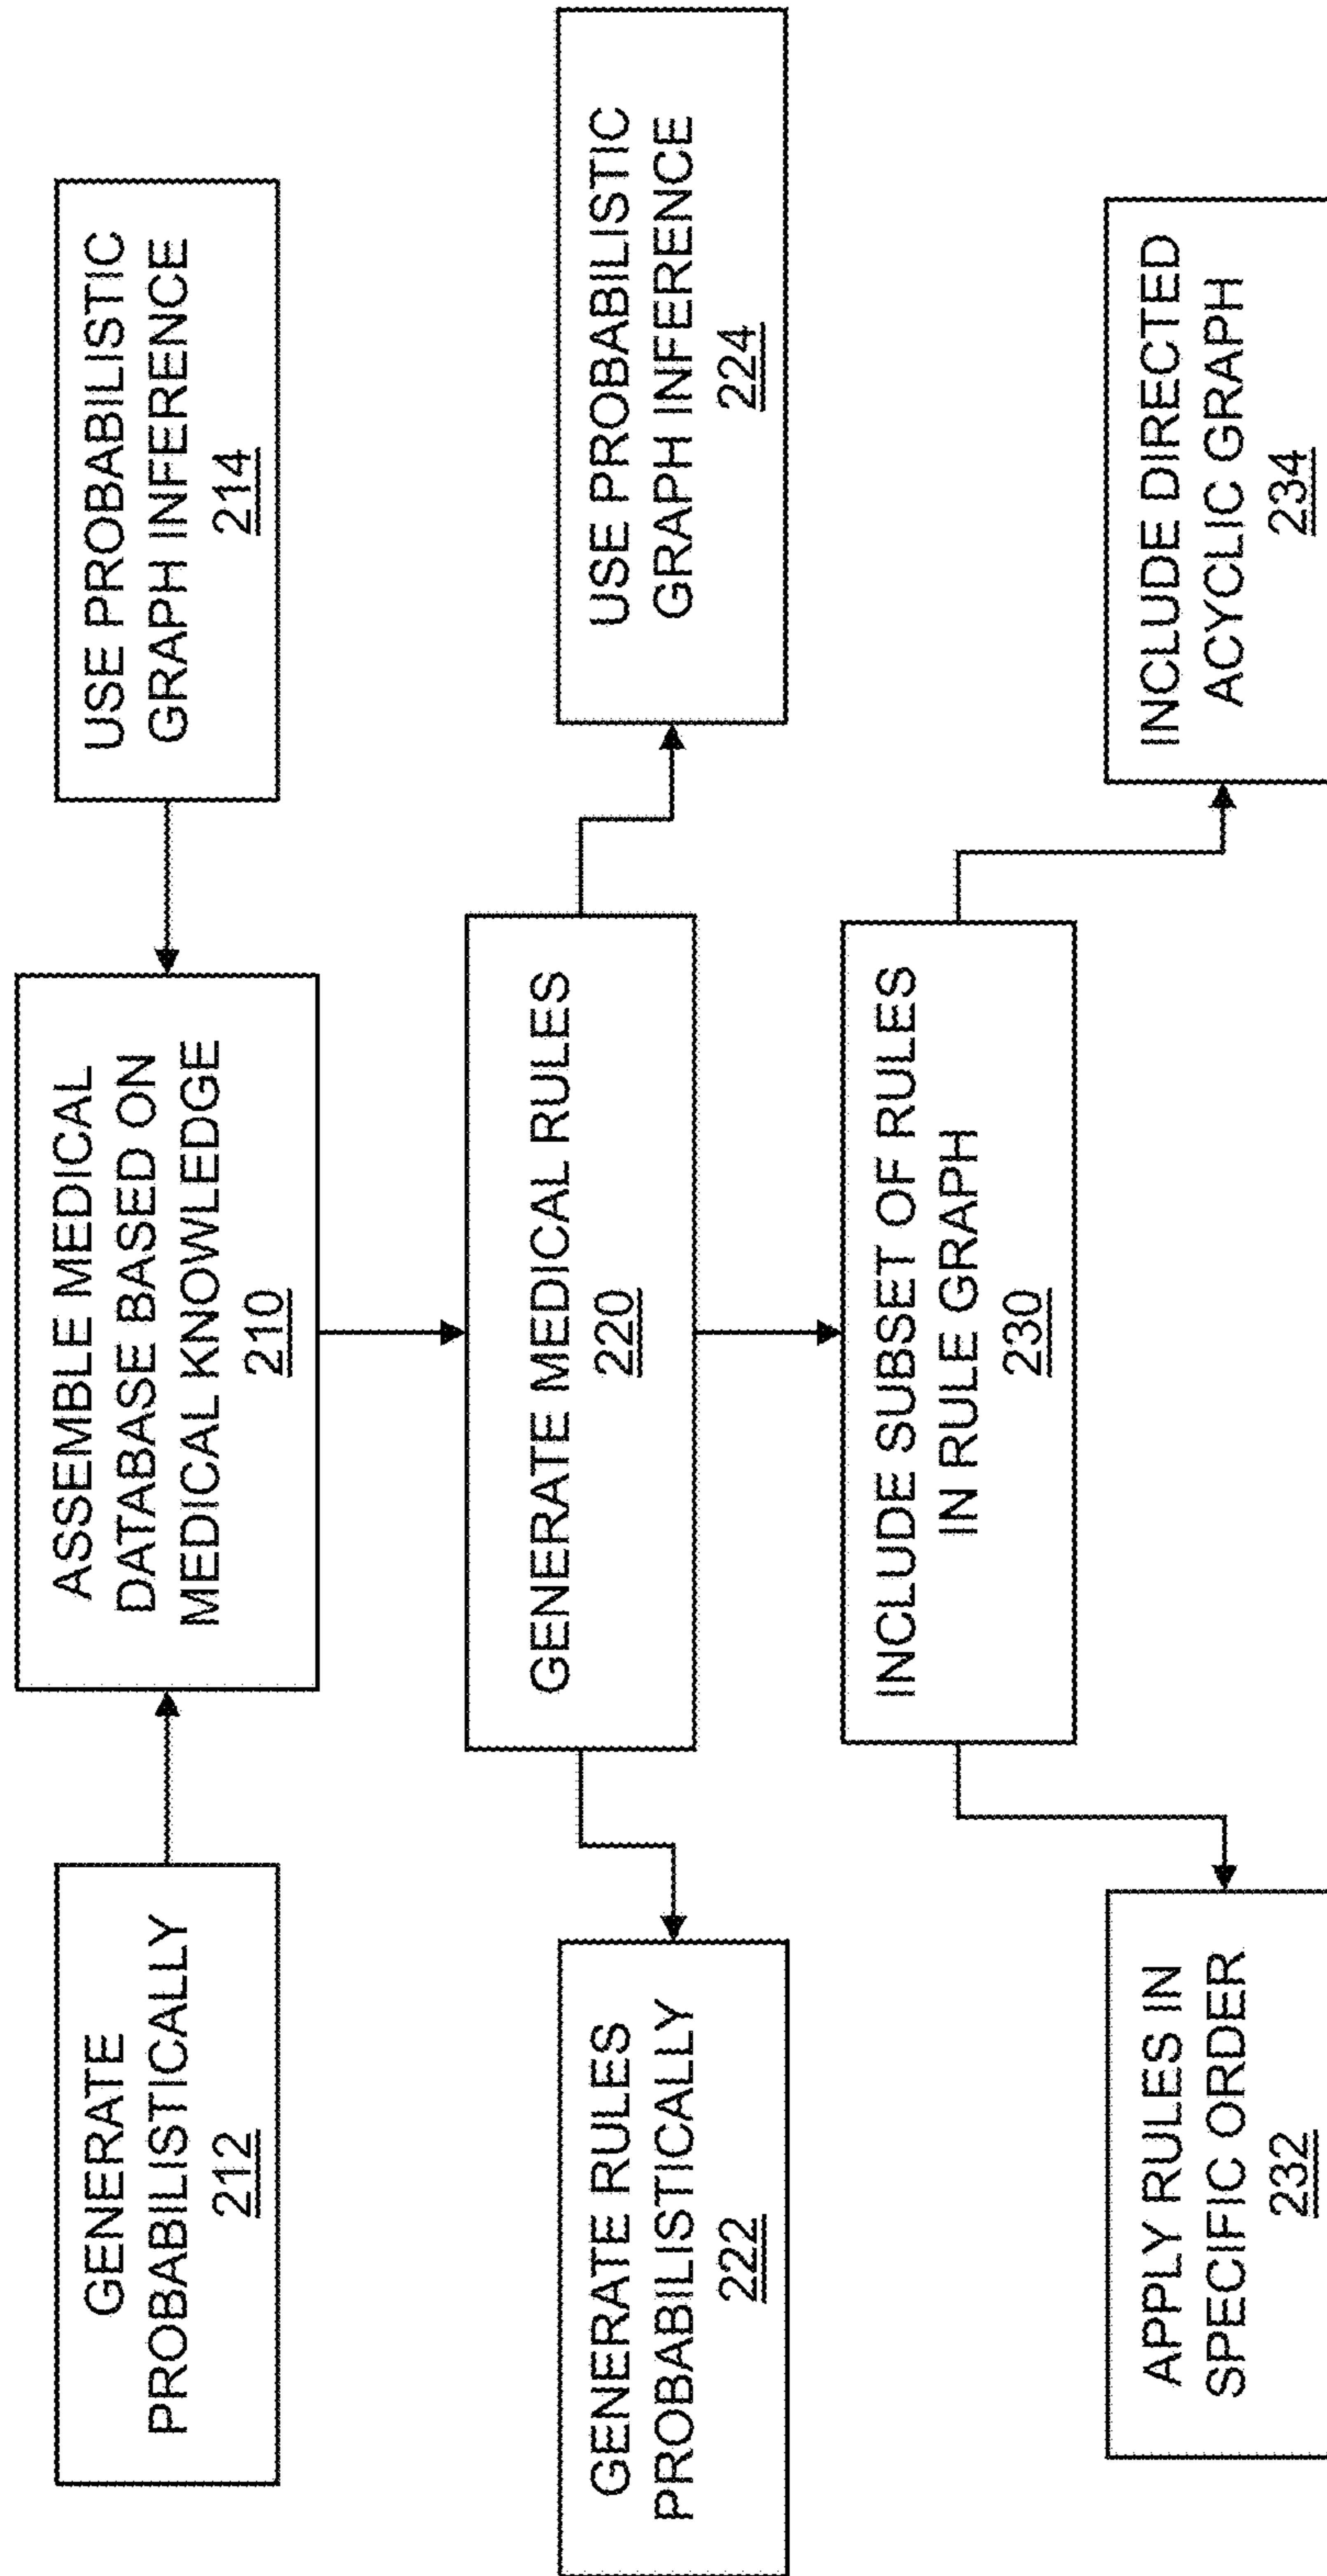 GENERATE
PROBABILISTICALLY
212
ASSEMBLE MEDICAL
DATABASE BASED ON
MEDICAL KNOWLEDGE
210
USE PROBABILISTIC
GRAPH INFERENCE
214
GENERATE RULES
PROBABILISTICALLY
222
GENERATE MEDICAL RULES
220
USE PROBABILISTIC
GRAPH INFERENCE
224
INCLUDE SUBSET OF RULES
IN RULE GRAPH
230
APPLY RULES IN
SPECIFIC ORDER
232
INCLUDE DIRECTED
ACYCLIC GRAPH
234